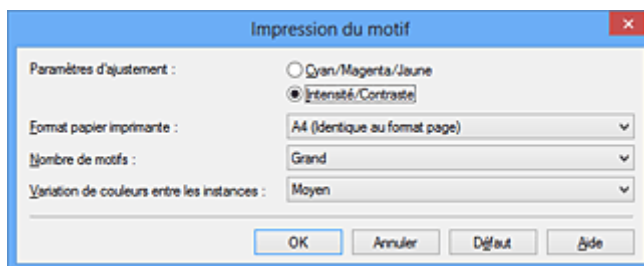 Impression du motif
Paramètres d'ajustement :
Cyan/Magenta/Jaune
Intensité/Contraste
Format papier imprimante :
A4 (Identique au format page)
Nombre de motifs :
Grand
Variation de couleurs entre les instances :
Moyen
OK
Annuler
Défaut
Aide